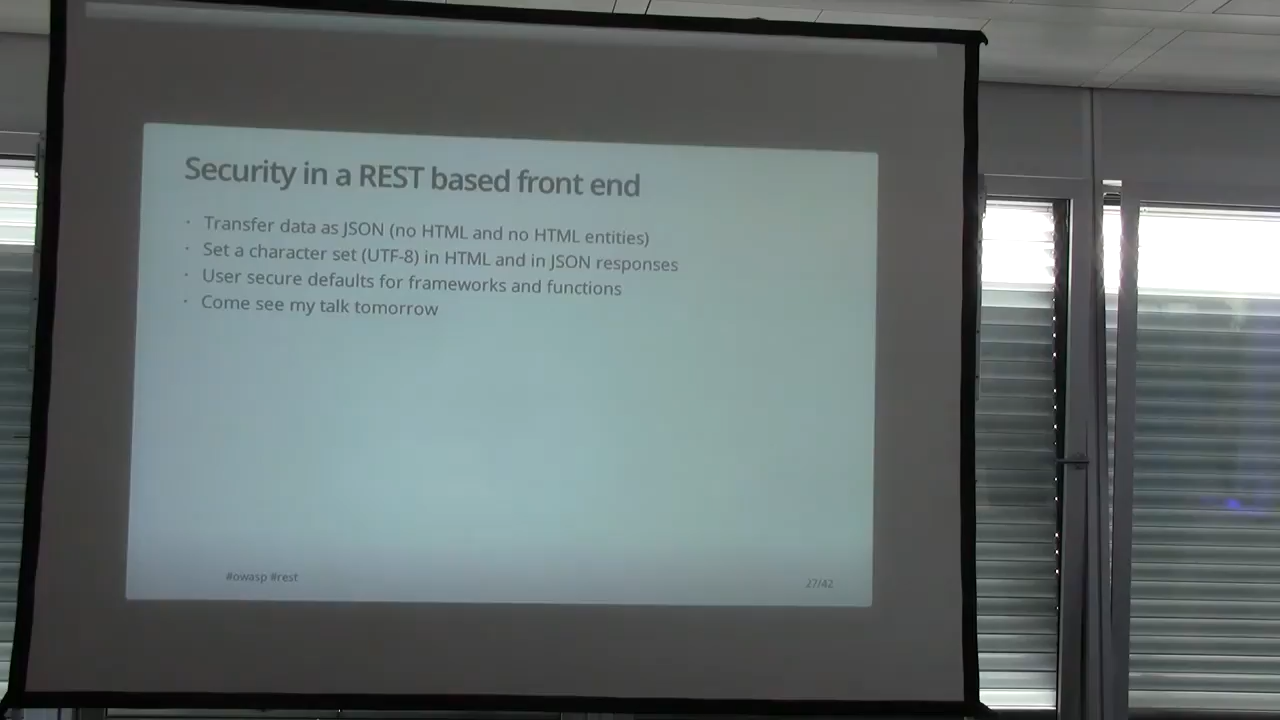 Security in a REST based front end
· Transfer data as JSON (no HTML and no HTML entities)
· Set a character set (UTF-8) in HTML and in JSON responses
· User secure defaults for frameworks and functions
· Come see my talk tomorrow
#owasp #rest
27/42